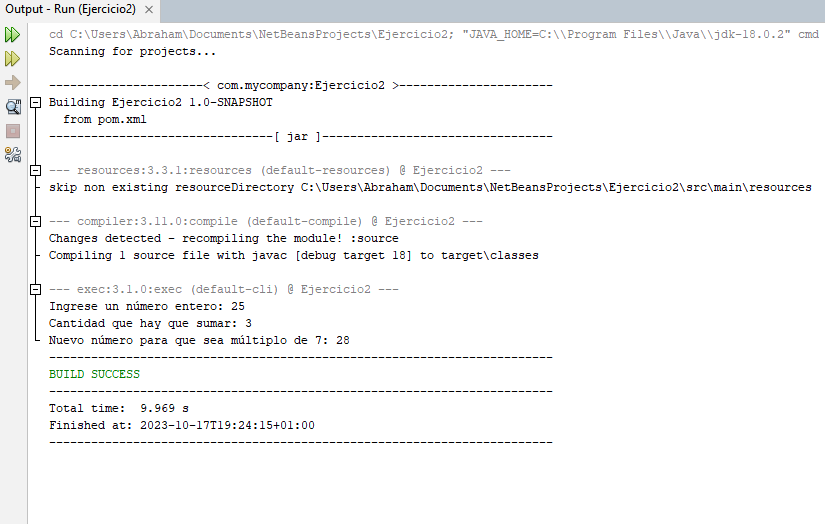 Output - Run (Ejercicio2)
cd C:\Users\Abraham\Documents\NetBeansProjects\Ejercicio2; "JAVA_HOME=C:\\Program Files\\Java\\jdk-18.0.2" cmd
Scanning for projects...
----------------------< com.mycompany:Ejercicio2 >----------------------
Building Ejercicio2 1.0-SNAPSHOT
from pom.xml
--------------------------------[ jar ]---------------------------------
--- resources:3.3.1:resources (default-resources) @ Ejercicio2 ---
skip non existing resourceDirectory C:\Users\Abraham\Documents\NetBeansProjects\Ejercicio2\src\main\resources
--- compiler:3.11.0:compile (default-compile) @ Ejercicio2 ---
Changes detected - recompiling the module! :source
Compiling 1 source file with javac [debug target 18] to target\classes
--- exec:3.1.0:exec (default-cli) @ Ejercicio2 ---
Ingrese un número entero: 25
Cantidad que hay que sumar: 3
Nuevo número para que sea múltiplo de 7: 28
------------------------------------------------------------------------
BUILD SUCCESS
------------------------------------------------------------------------
Total time:  9.969 s
Finished at: 2023-10-17T19:24:15+01:00
------------------------------------------------------------------------